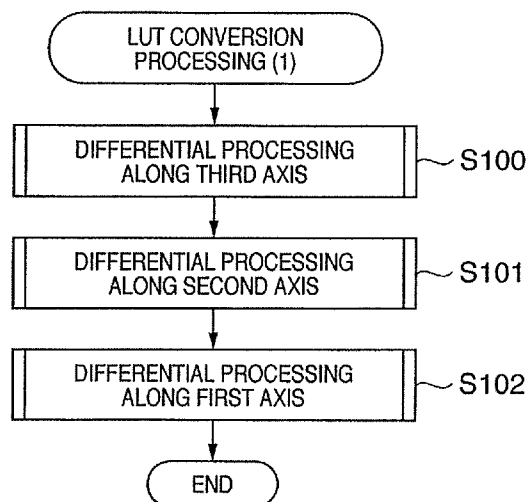 LUT CONVERSION
PROCESSING (1)
DIFFERENTIAL PROCESSING
ALONG THIRD AXIS
S100
DIFFERENTIAL PROCESSING
ALONG SECOND AXIS
S101
DIFFERENTIAL PROCESSING
ALONG FIRST AXIS
S102
END